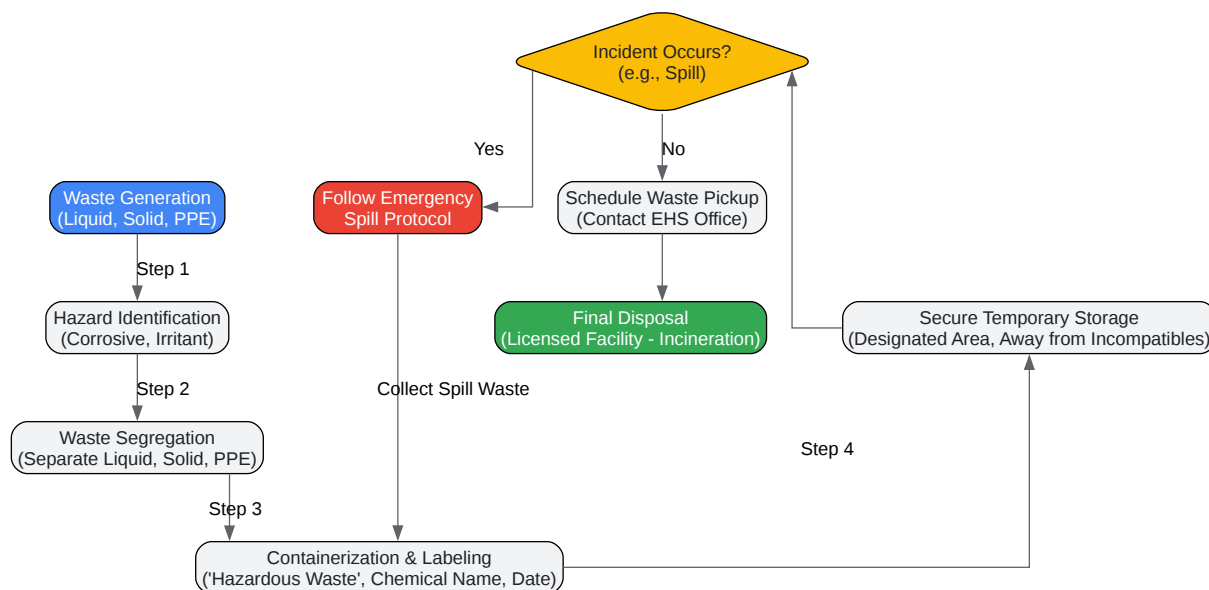 Incident Occurs?
(e.g., Spill)
Yes
No
Waste Generation
(Liquid, Solid, PPE)
Follow Emergency
Spill Protocol
Schedule Waste Pickup
(Contact EHS Office)
Step 1
Hazard Identification
(Corrosive, Irritant)
Final Disposal
(Licensed Facility - Incineration)
Secure Temporary Storage
(Designated Area, Away from Incompatibles)
Step 2
Collect Spill Waste
Waste Segregation
(Separate Liquid, Solid, PPE)
Step 4
Step 3
Containerization & Labeling
('Hazardous Waste', Chemical Name, Date)